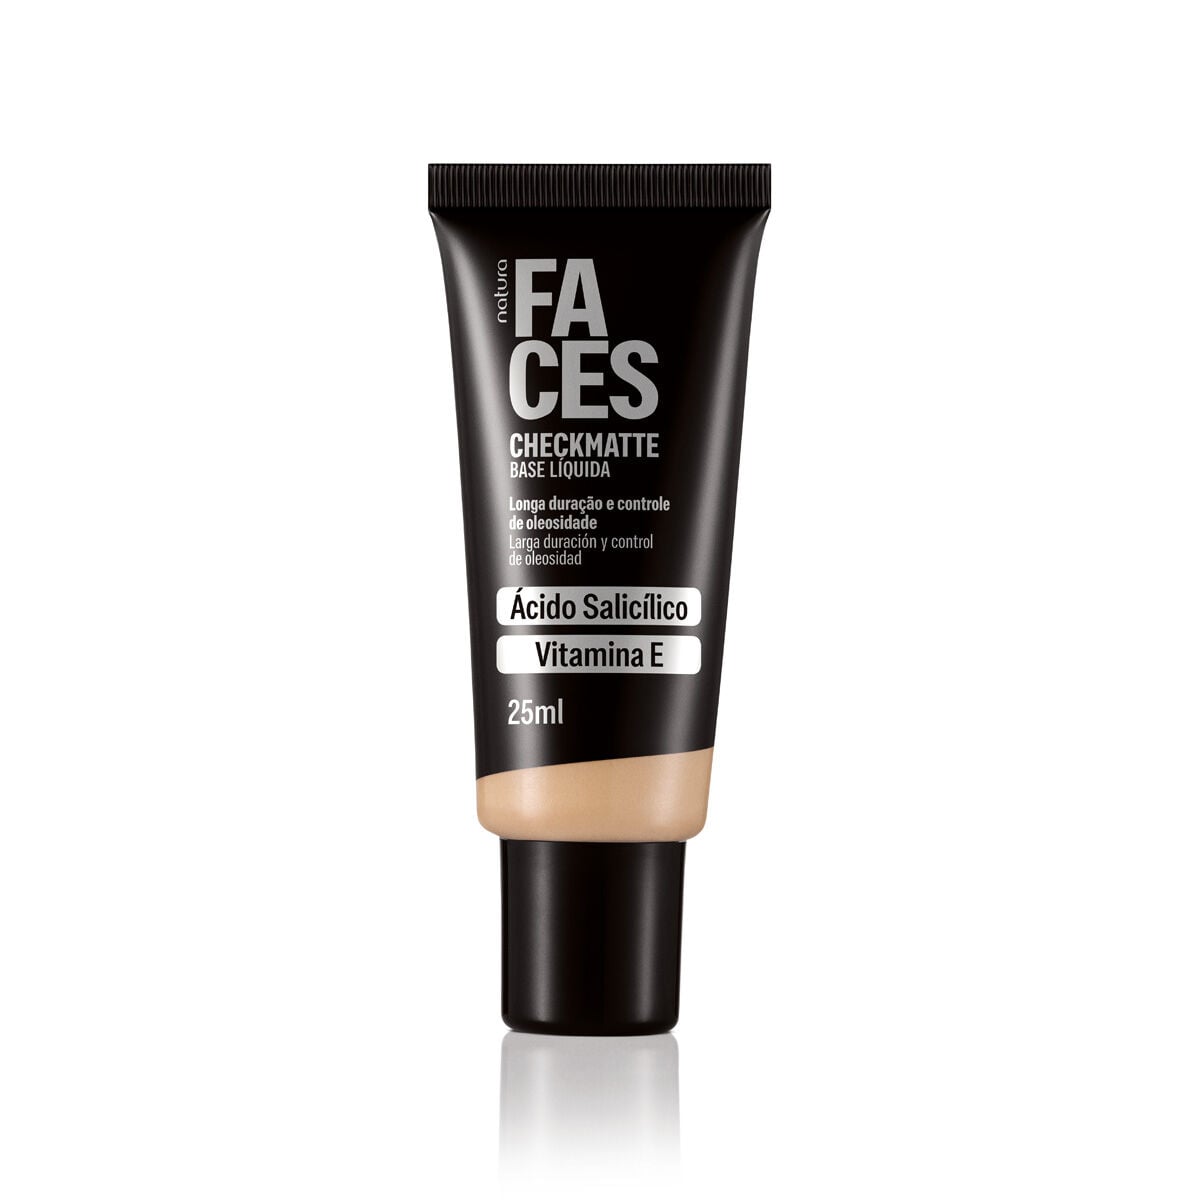 natura
FA
CES
CHECKMATTE
BASE LÍQUIDA
Longa duração e controle
de oleosidade
Larga duración y control
de oleosidad
Ácido Salicílico
Vitamina E
25ml